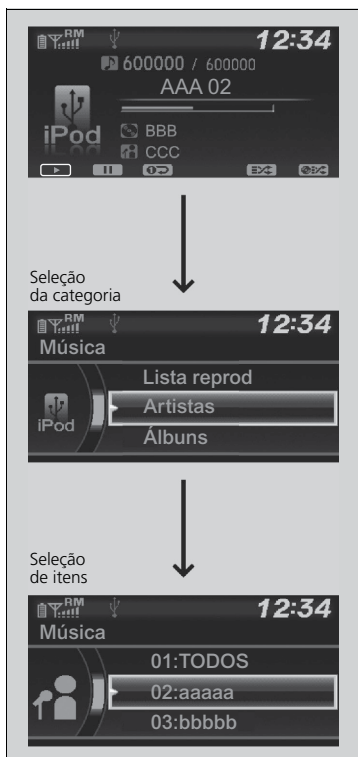 RM 12:34
600000 / 600000
AAA 02
iPod BBB
CCC
Seleção
da categoria
RM 12:34
Música
Lista reprod
Artistas
iPod
Álbuns
Seleção
de itens
RM 12:34
Música
01:TODOS
02:aaaaa
03:bbbbb